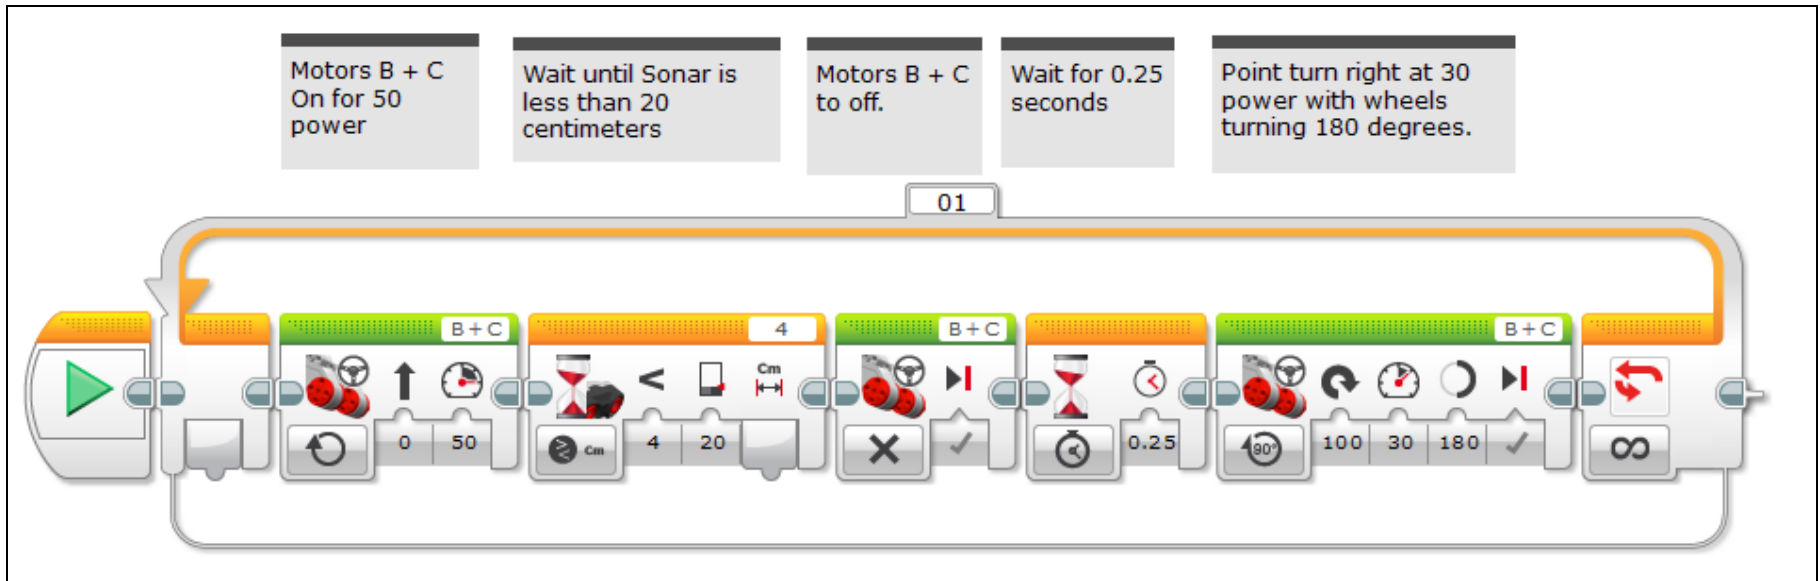 Motors B + C
On for 50
power
Wait until Sonar is
less than 20
centimeters
Motors B + C
to off.
Wait for 0.25
seconds
Point turn right at 30
power with wheels
turning 180 degrees.
01
B+C
4
B+C
B+C
Cm
0 50
Cm 4 20
0.25
90° 100 30 180